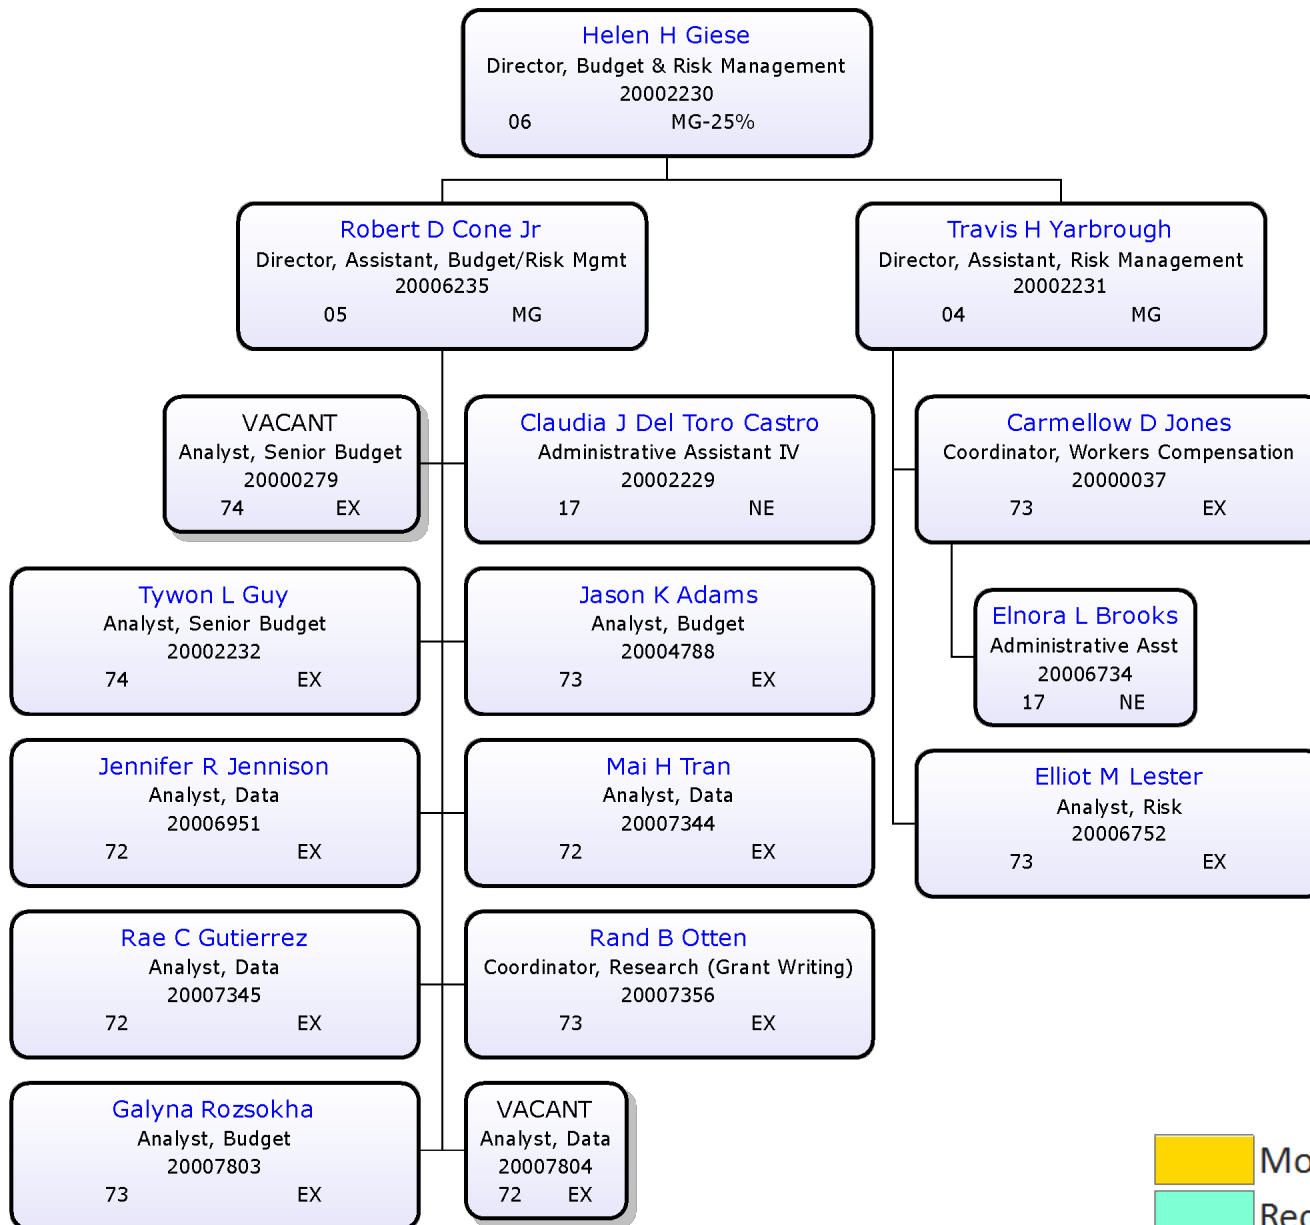 Helen H Giese
Director, Budget & Risk Management
20002230
06 MG-25%
Robert D Cone Jr
Director, Assistant, Budget/Risk Mgmt
20006235
05 MG
Travis H Yarbrough
Director, Assistant, Risk Management
20002231
04 MG
VACANT
Analyst, Senior Budget
20000279
74 EX
Claudia J Del Toro Castro
Administrative Assistant IV
20002229
17 NE
Carmellow D Jones
Coordinator, Workers Compensation
20000037
73 EX
Tywon L Guy
Analyst, Senior Budget
20002232
74 EX
Jason K Adams
Analyst, Budget
20004788
73 EX
Elnora L Brooks
Administrative Asst
20006734
17 NE
Jennifer R Jennison
Analyst, Data
20006951
72 EX
Mai H Tran
Analyst, Data
20007344
72 EX
Elliot M Lester
Analyst, Risk
20006752
73 EX
Rae C Gutierrez
Analyst, Data
20007345
72 EX
Rand B Otten
Coordinator, Research (Grant Writing)
20007356
73 EX
Galyna Rozsokha
Analyst, Budget
20007803
73 EX
VACANT
Analyst, Data
20007804
72 EX